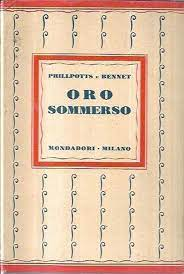 PHILLPOTTS e BENNET
ORO
SOMMERSO
MONDADORI · MILANO